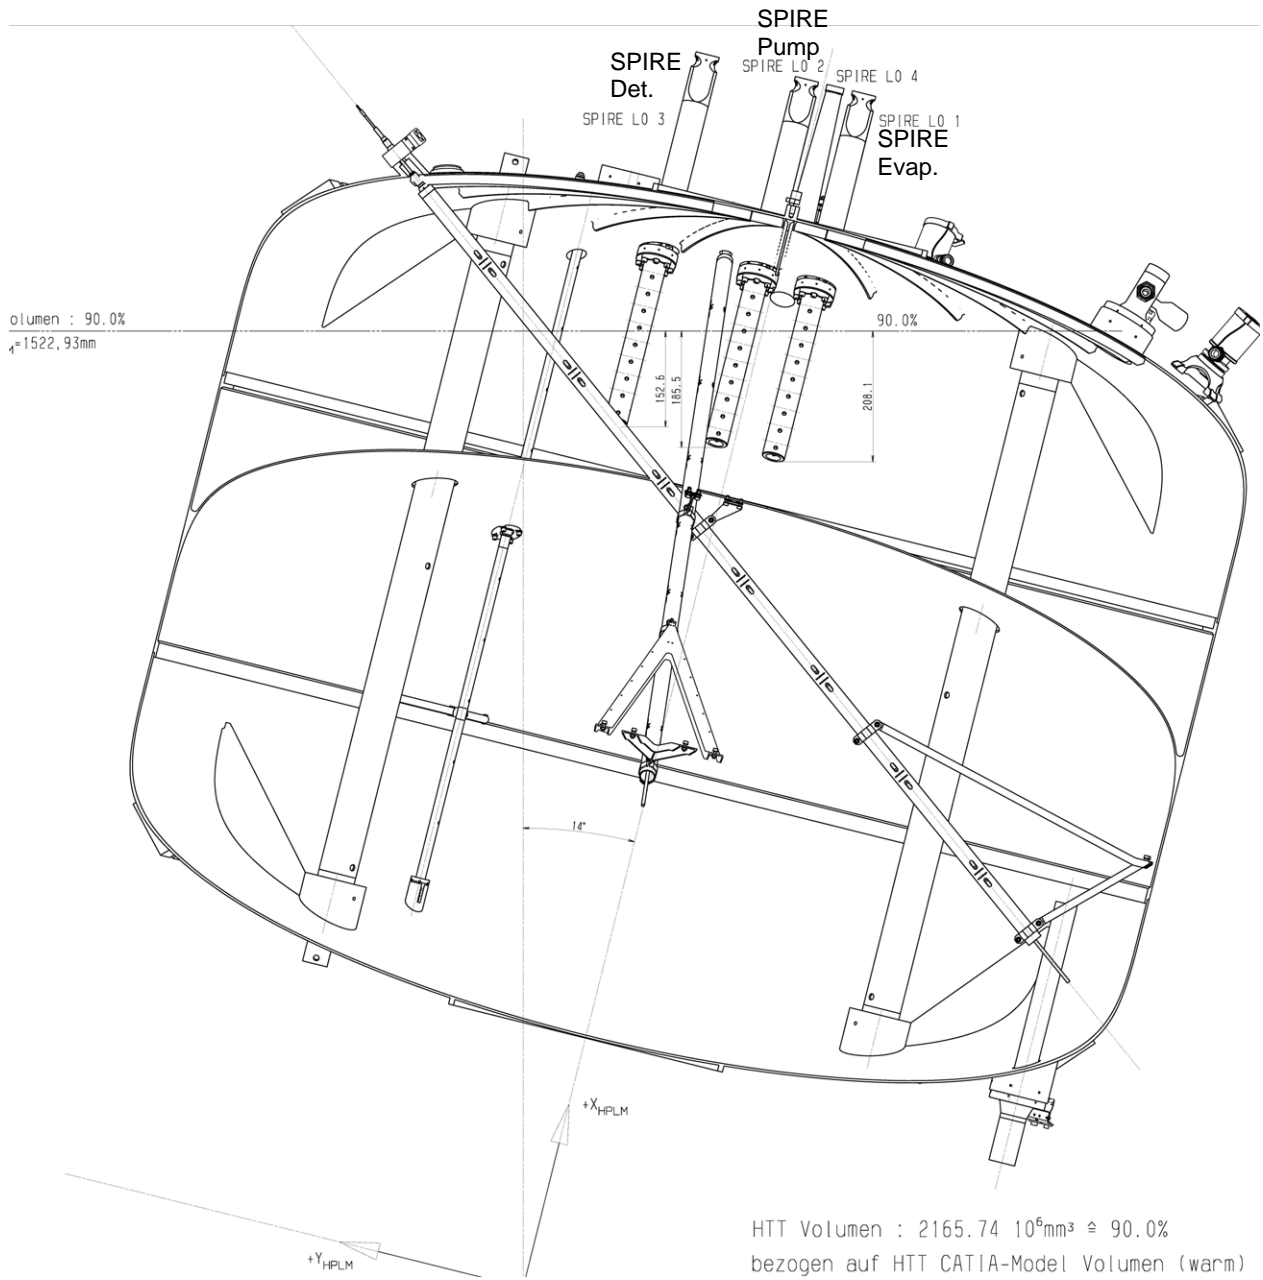 SPIRE
Pump
SPIRE
Det.
SPIRE LO 2
SPIRE LO 4
SPIRE LO 3
SPIRE LO 1
SPIRE
Evap.
olumen : 90.0%
=1522,93mm
90.0%
152.6
185.5
208.1
14°
+X HPLM
+Y HPLM
HTT Volumen : 2165.74 10⁶mm³ ≙ 90.0%
bezogen auf HTT CATIA-Model Volumen (warm)